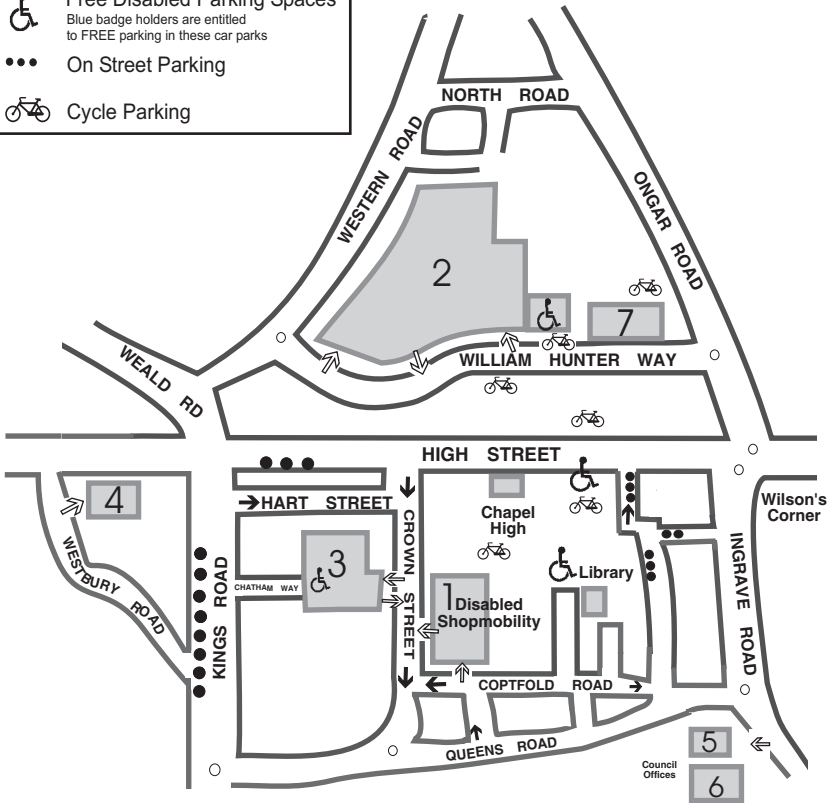 Free Disabled Parking Spaces
Blue badge holders are entitled
to FREE parking in these car parks
On Street Parking
Cycle Parking
NORTH ROAD
WESTERN ROAD
ONGAR ROAD
2
7
WILLIAM HUNTER WAY
WEALD RD
HIGH STREET
4
HART STREET
Chapel
High
Wilson's
Corner
WESTBURY ROAD
KINGS ROAD
CHATHAM WAY
3
CROWN STREET
1
Disabled
Shopmobility
Library
INGRAVE ROAD
COPTFOLD ROAD
QUEENS ROAD
5
Council
Offices
6